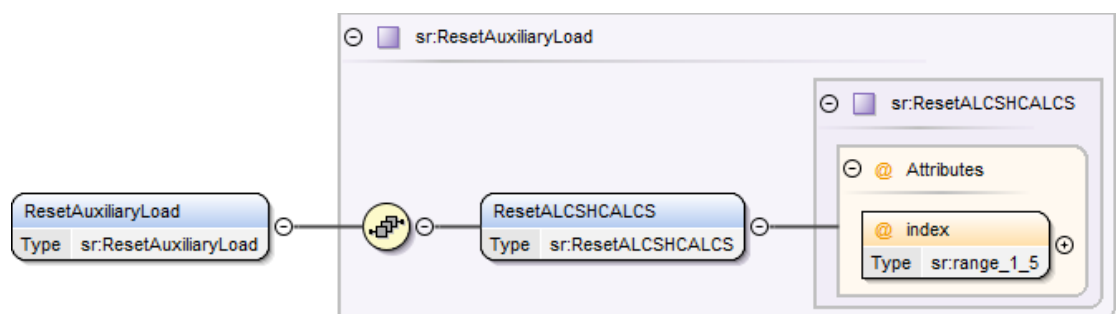 sr:ResetAuxiliaryLoad
sr:ResetALCSHCALCS
@ Attributes
ResetAuxiliaryLoad
Type sr:ResetAuxiliaryLoad
ResetALCSHCALCS
Type sr:ResetALCSHCALCS
@ index
Type sr:range_1_5